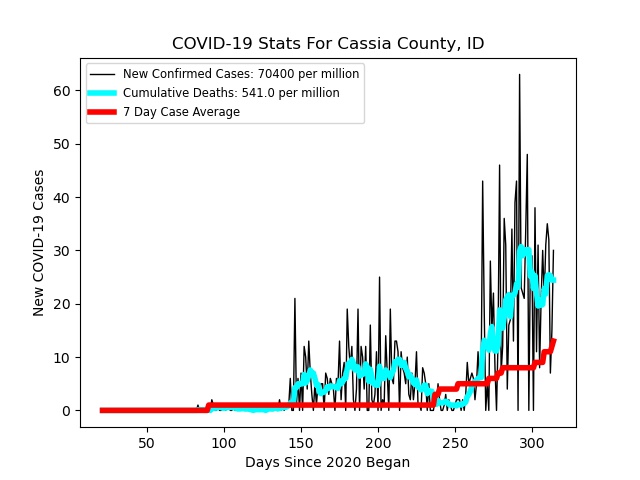 COVID-19 Stats For Cassia County, ID
New Confirmed Cases: 70400 per million
Cumulative Deaths: 541.0 per million
7 Day Case Average
New COVID-19 Cases
60
50
40
30
20
10
0
50 100 150 200 250 300
Days Since 2020 Began